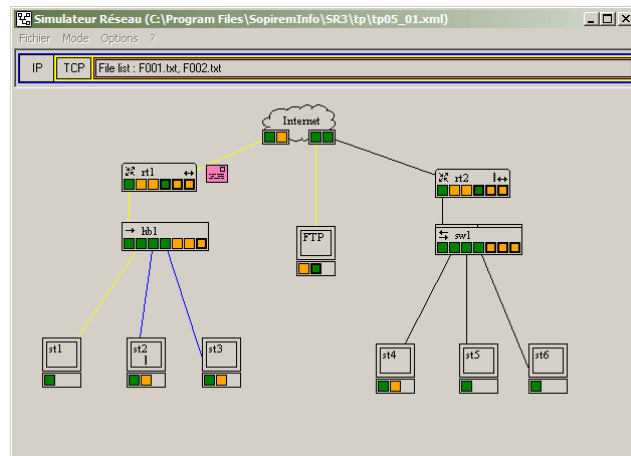 Simulateur Réseau (C:\Program Files\SopiremInfo\SR3\tp\tp05_01.xml)
Fichier Mode Options ?
IP TCP File list : F001.txt, F002.txt
Internet
rt1
rt2
hb1
FTP
sw1
st1
st2
st3
st4
st5
st6